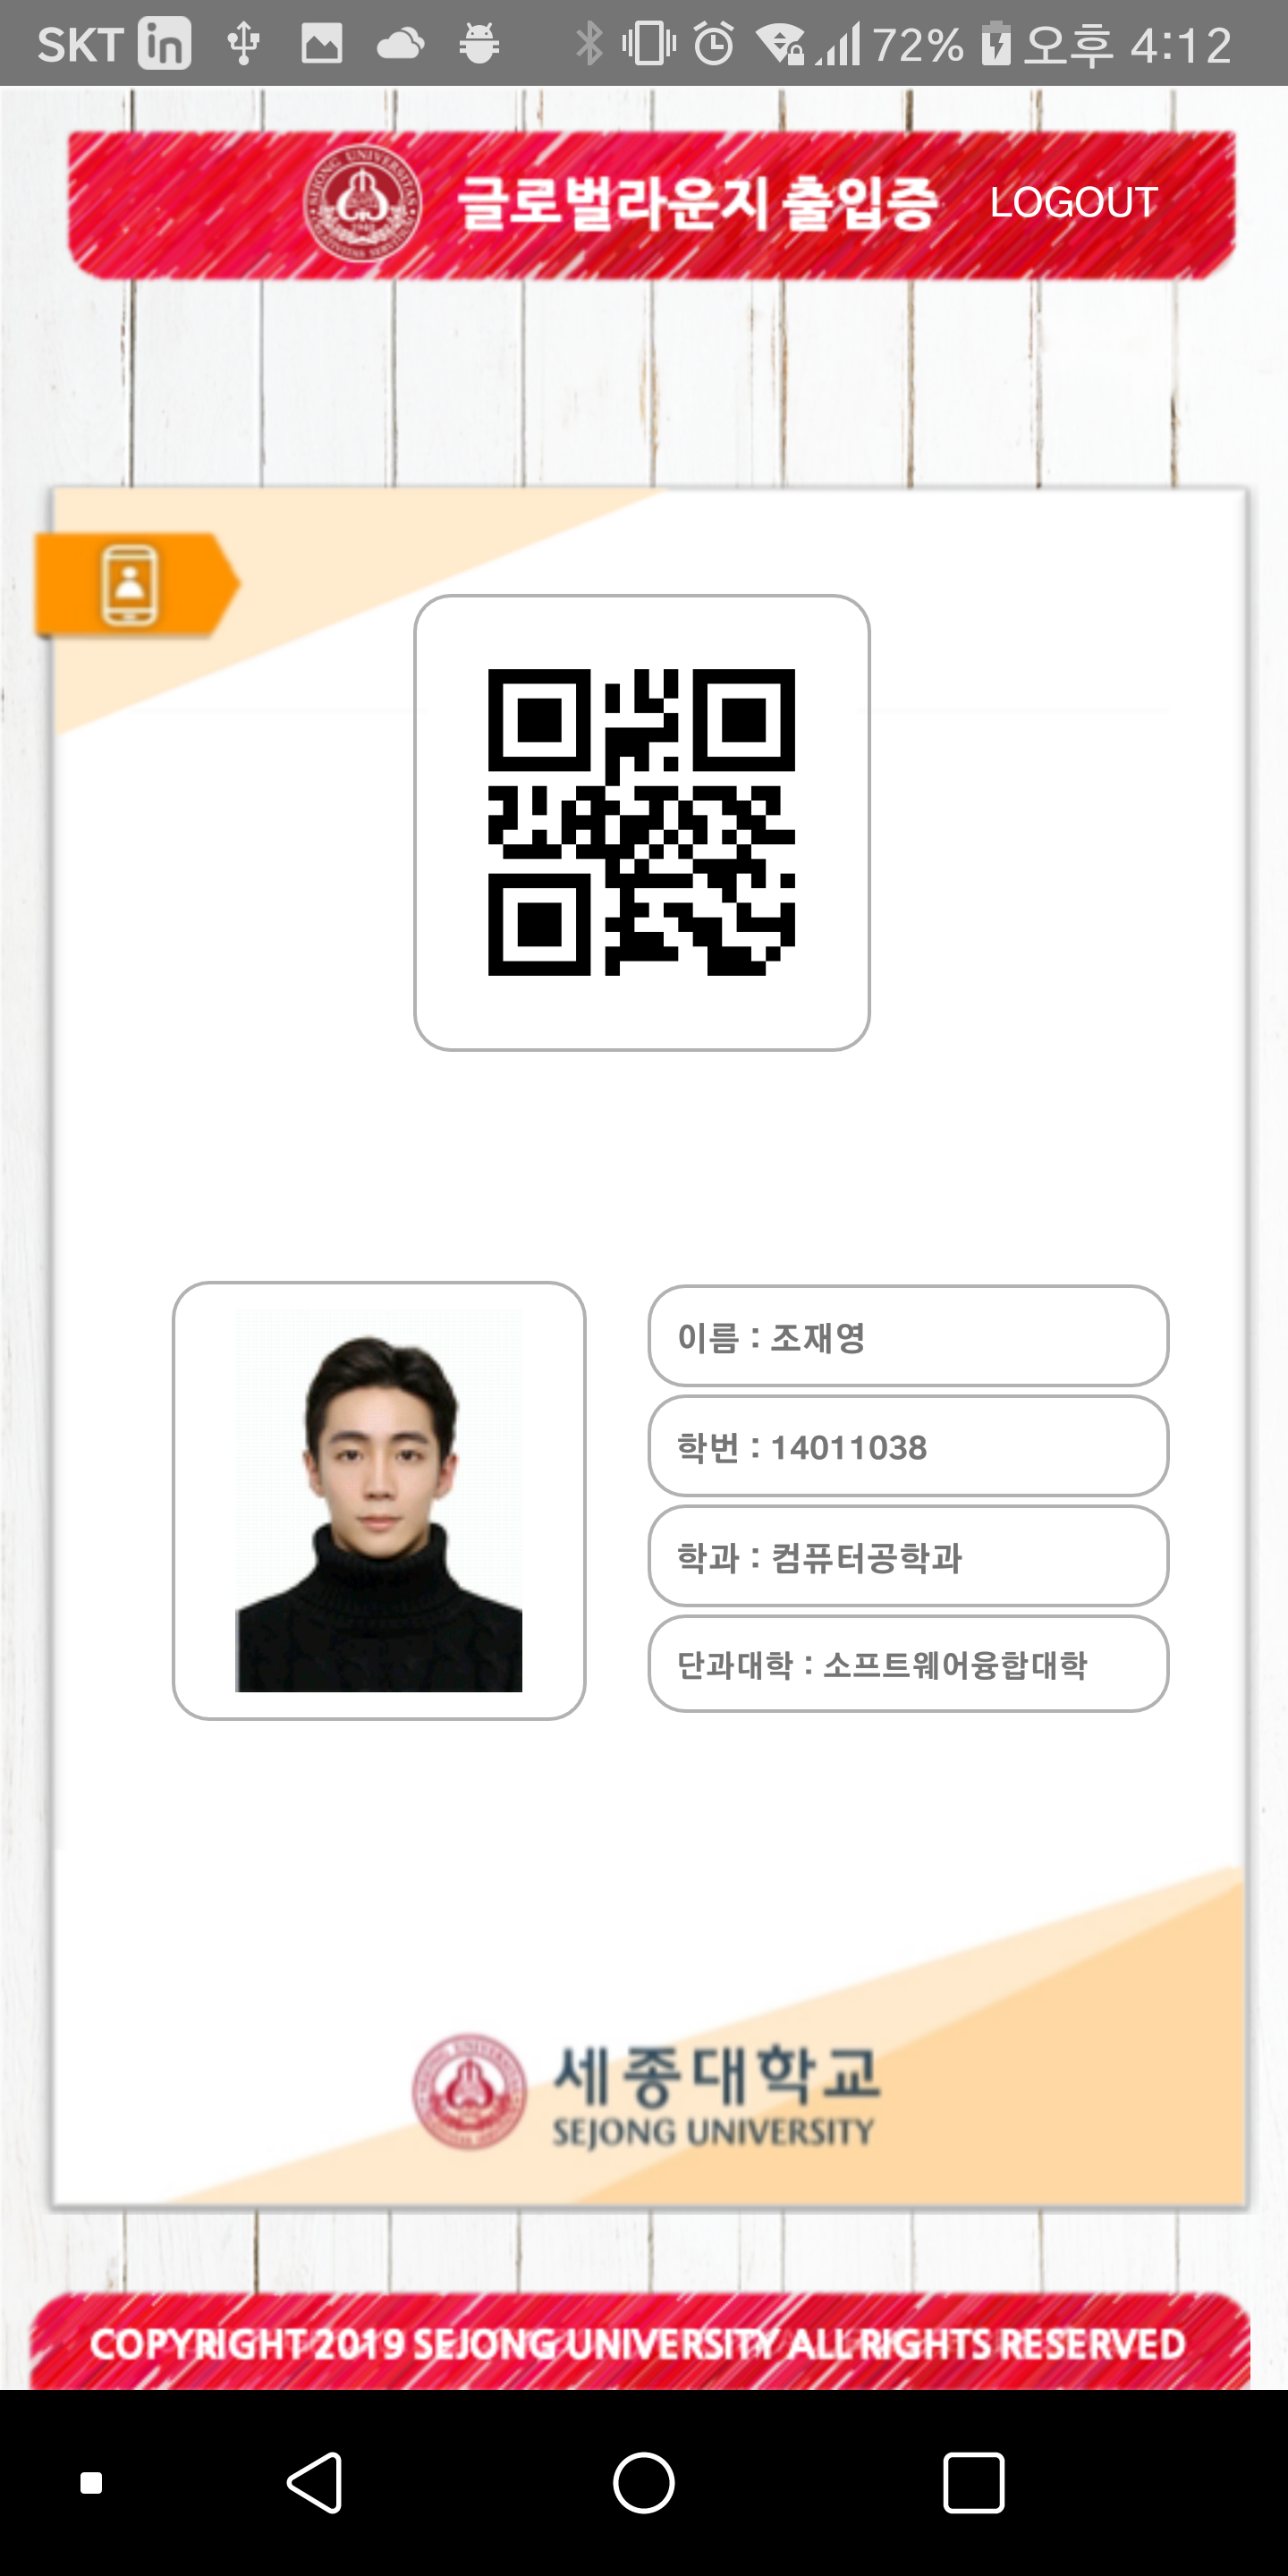 SKT 72% 오후 4:12
글로벌라운지 출입증 LOGOUT
이름 : 조재영
학번 : 14011038
학과 : 컴퓨터공학과
단과대학 : 소프트웨어융합대학
세종대학교
SEJONG UNIVERSITY
COPYRIGHT 2019 SEJONG UNIVERSITY ALL RIGHTS RESERVED